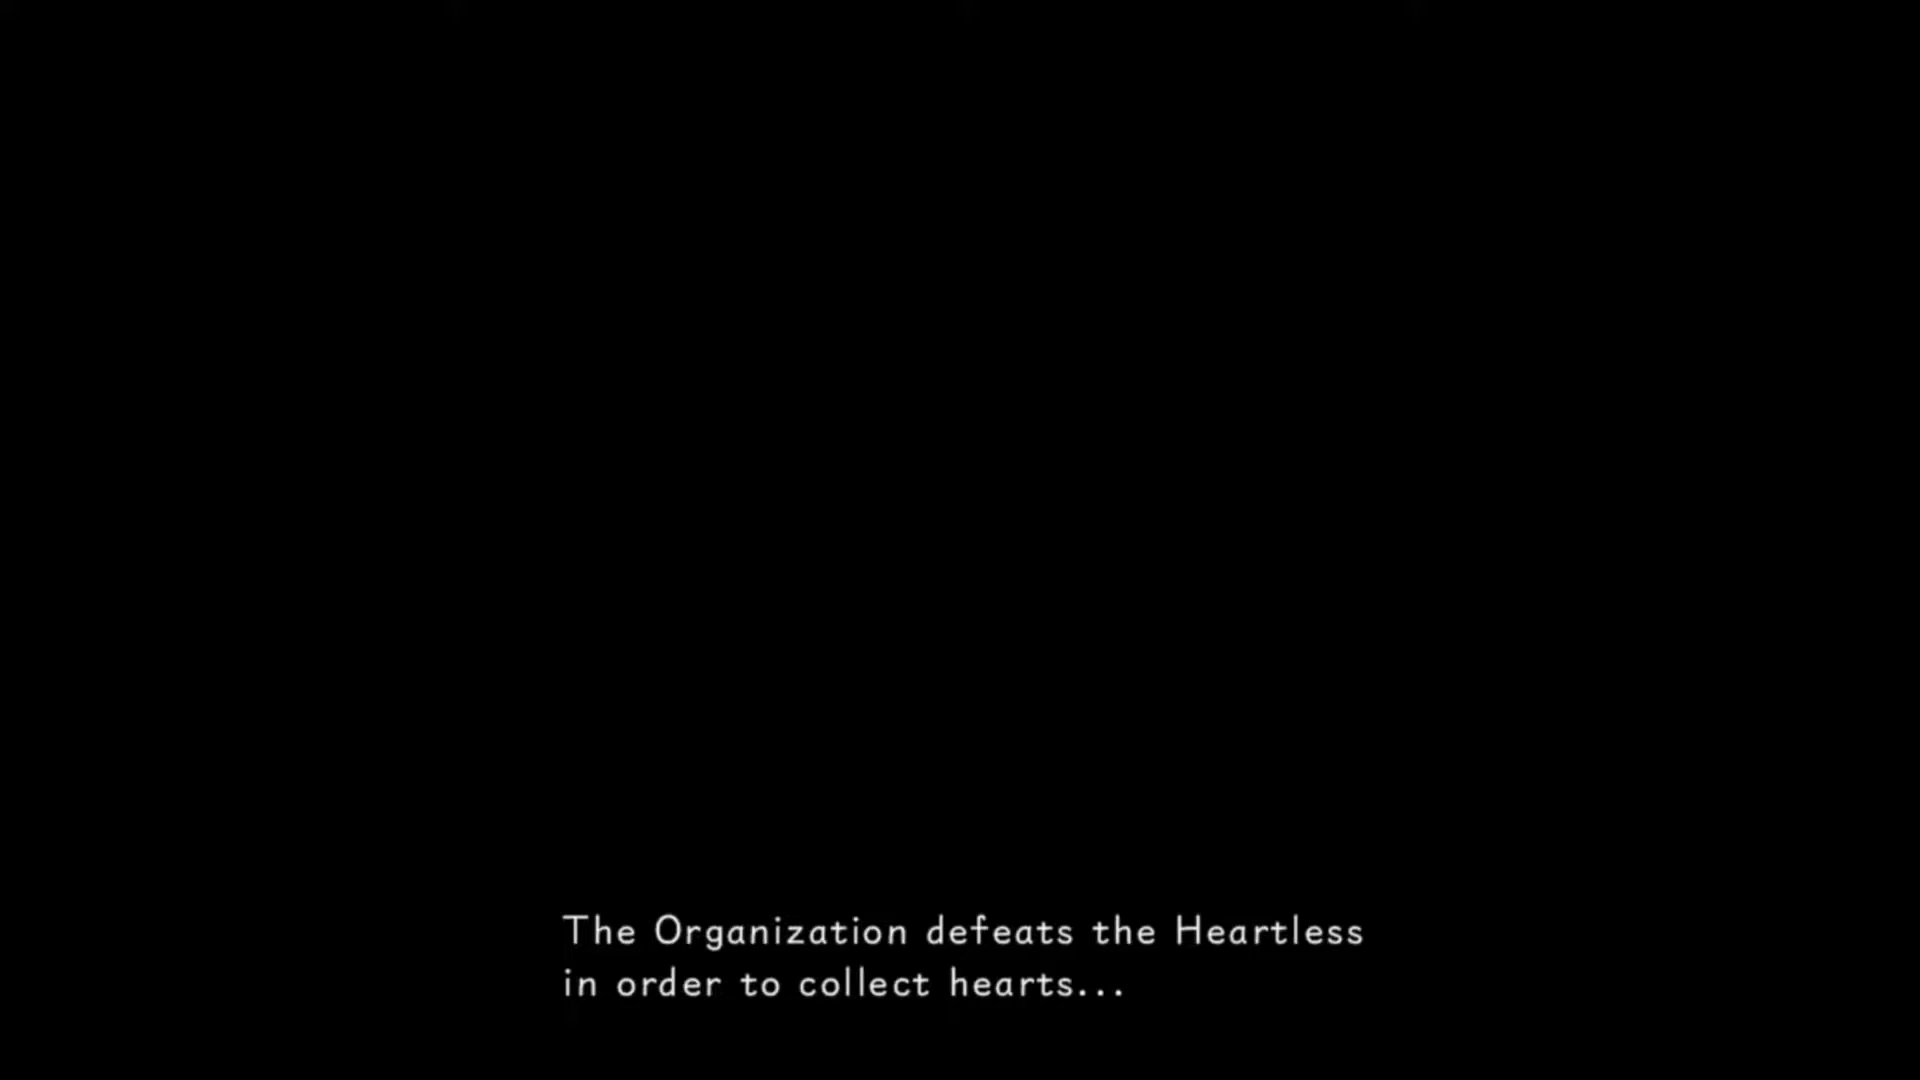 The Organization defeats the Heartless
in order to collect hearts...